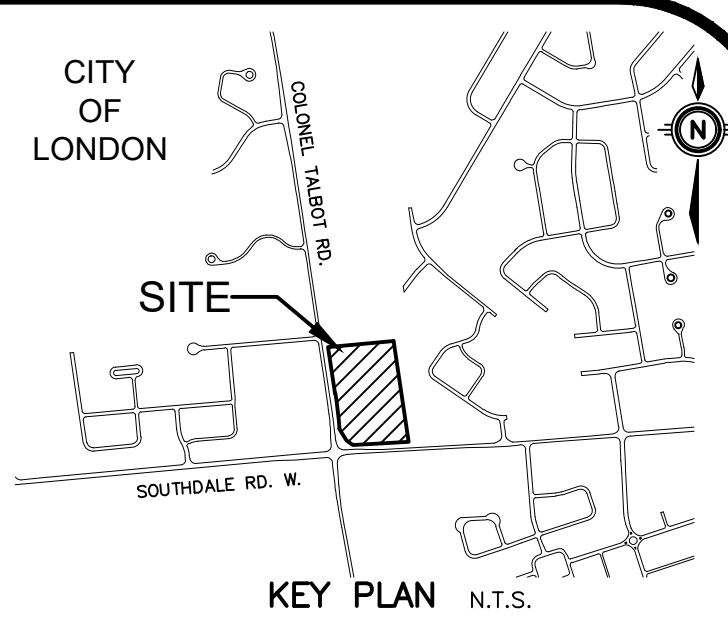 CITY
OF
LONDON
COLONEL TALBOT RD.
N
SITE
SOUTHDALE RD. W.
KEY PLAN N.T.S.